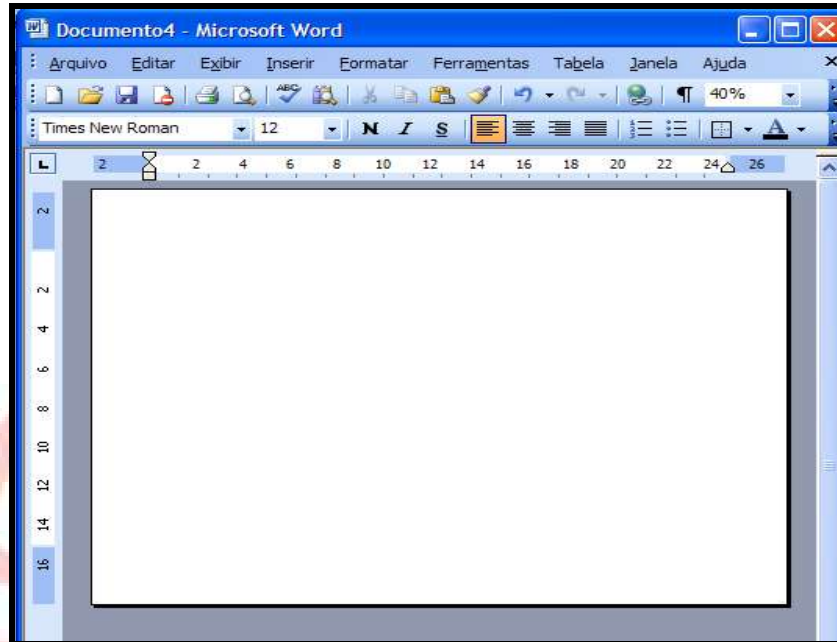 Documento4 - Microsoft Word
Arquivo Editar Exibir Inserir Formatar Ferramentas Tabela Janela Ajuda
ABC ¶ 40%
Times New Roman 12 N I S A
L 2 2 4 6 8 10 12 14 16 18 20 22 24 26
2
2
4
6
8
10
12
14
16